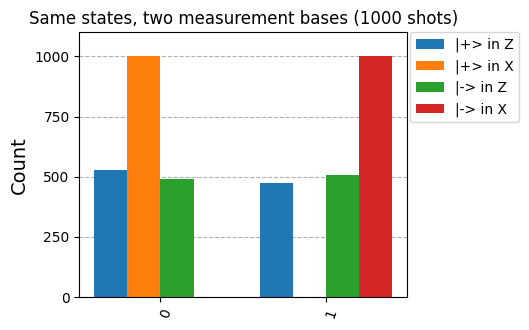 Same states, two measurement bases (1000 shots)
1000
750
500
250
0
Count
0
1
|+> in Z
|+> in X
|-> in Z
|-> in X